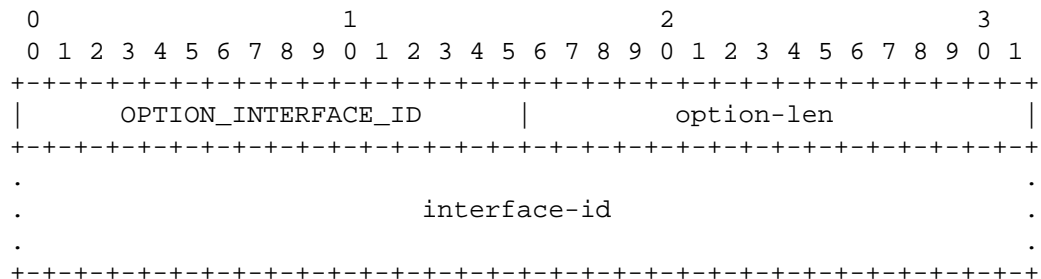 0                   1                   2                   3
 0 1 2 3 4 5 6 7 8 9 0 1 2 3 4 5 6 7 8 9 0 1 2 3 4 5 6 7 8 9 0 1
+-+-+-+-+-+-+-+-+-+-+-+-+-+-+-+-+-+-+-+-+-+-+-+-+-+-+-+-+-+-+-+-+
|      OPTION_INTERFACE_ID      |         option-len            |
+-+-+-+-+-+-+-+-+-+-+-+-+-+-+-+-+-+-+-+-+-+-+-+-+-+-+-+-+-+-+-+-+
.                                                               .
.                         interface-id                          .
.                                                               .
+-+-+-+-+-+-+-+-+-+-+-+-+-+-+-+-+-+-+-+-+-+-+-+-+-+-+-+-+-+-+-+-+